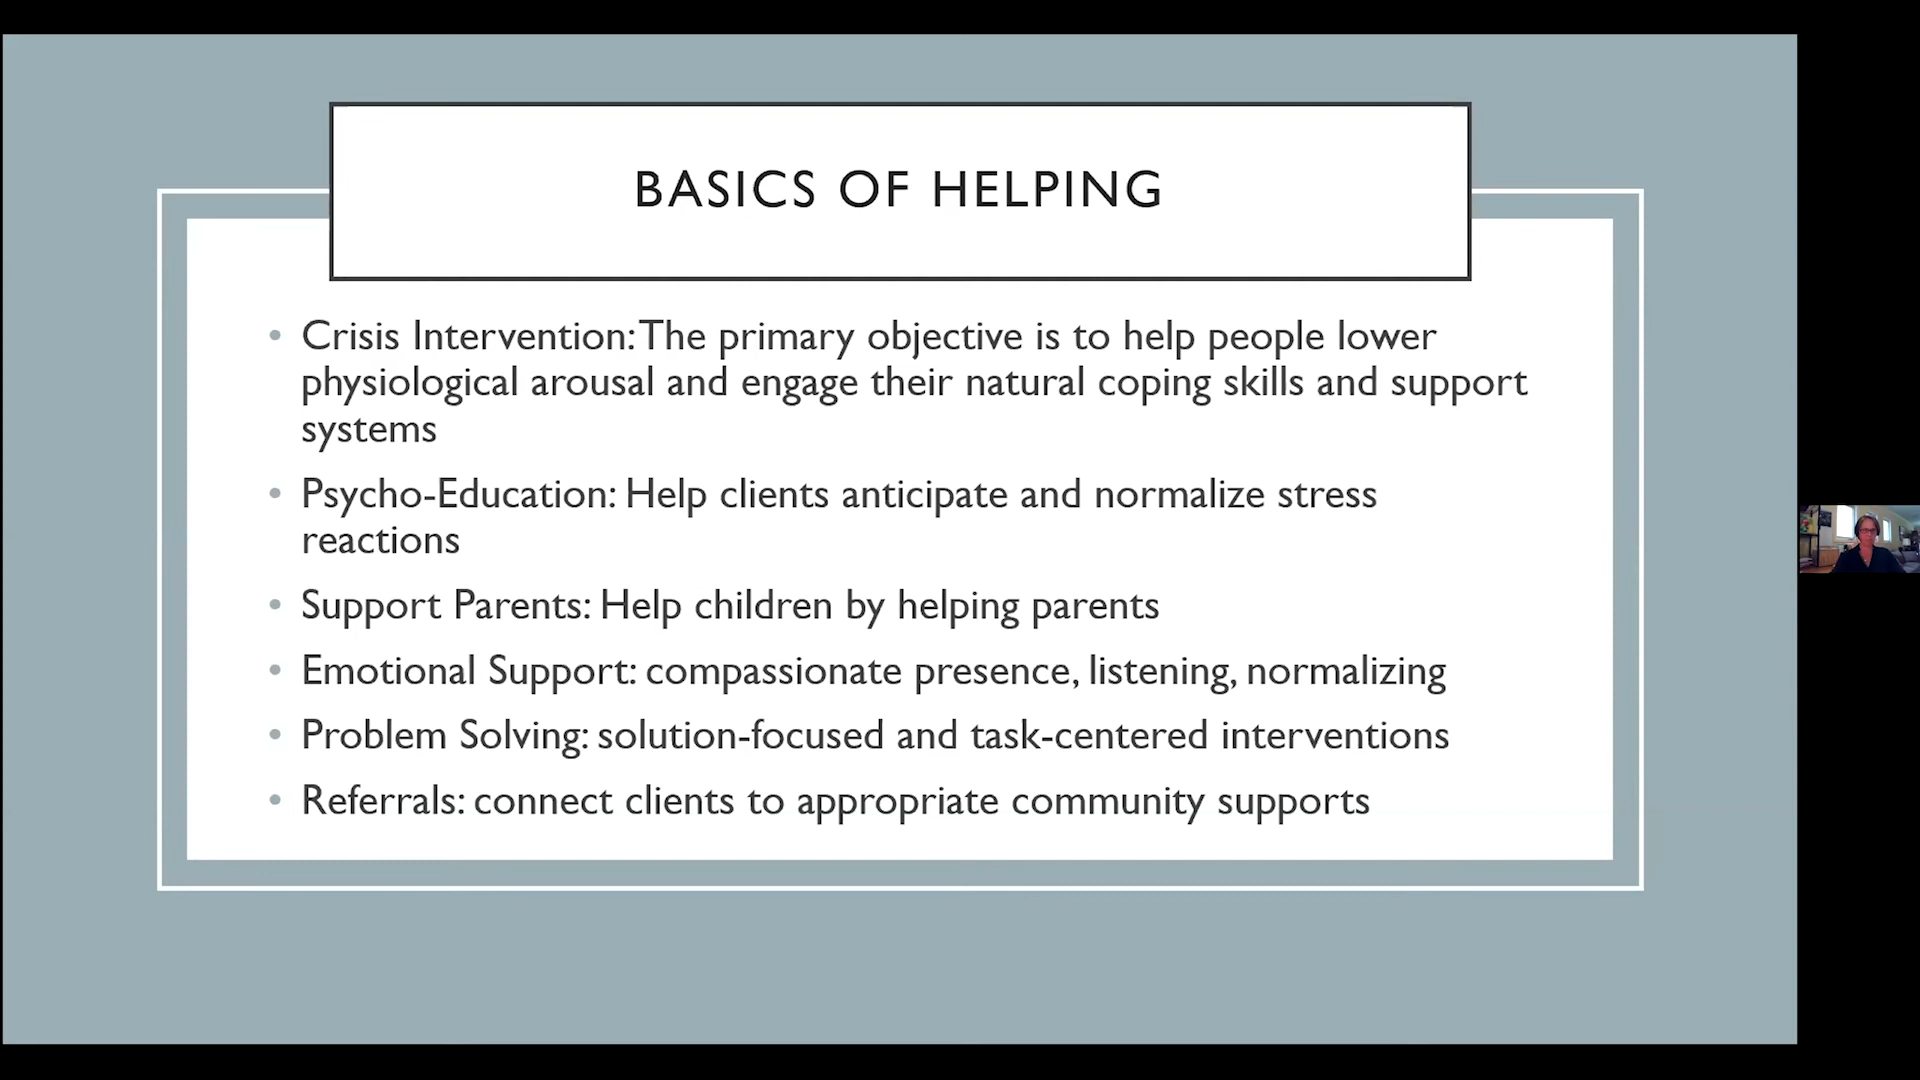 BASICS OF HELPING
• Crisis Intervention: The primary objective is to help people lower
physiological arousal and engage their natural coping skills and support
systems
• Psycho-Education: Help clients anticipate and normalize stress
reactions
• Support Parents: Help children by helping parents
• Emotional Support: compassionate presence, listening, normalizing
• Problem Solving: solution-focused and task-centered interventions
• Referrals: connect clients to appropriate community supports